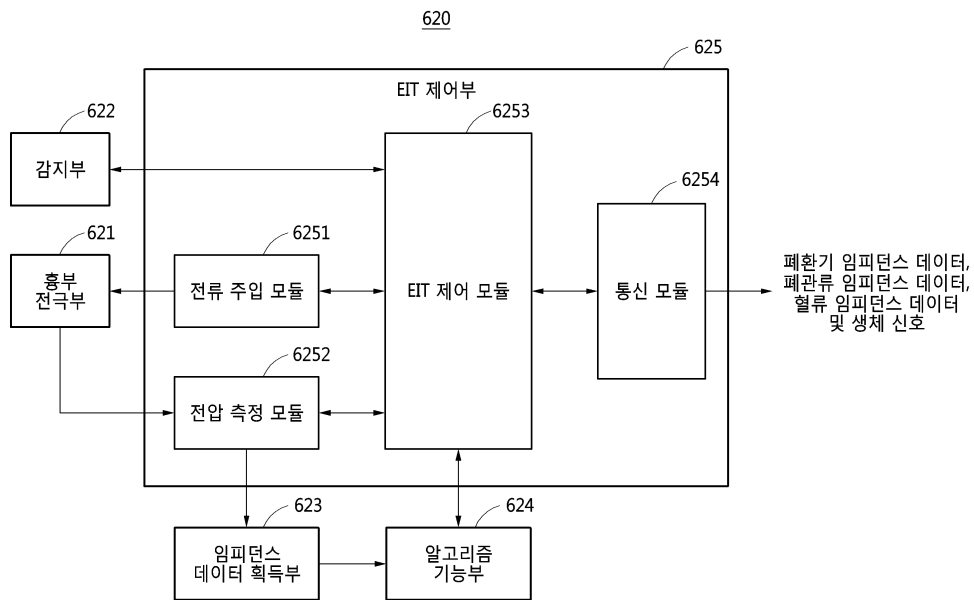 620
625
EIT 제어부
622
감지부
6253
EIT 제어 모듈
6254
통신 모듈
621
흉부
전극부
6251
전류 주입 모듈
폐환기 임피던스 데이터,
폐관류 임피던스 데이터,
혈류 임피던스 데이터
및 생체 신호
6252
전압 측정 모듈
623
임피던스
데이터 획득부
624
알고리즘
기능부